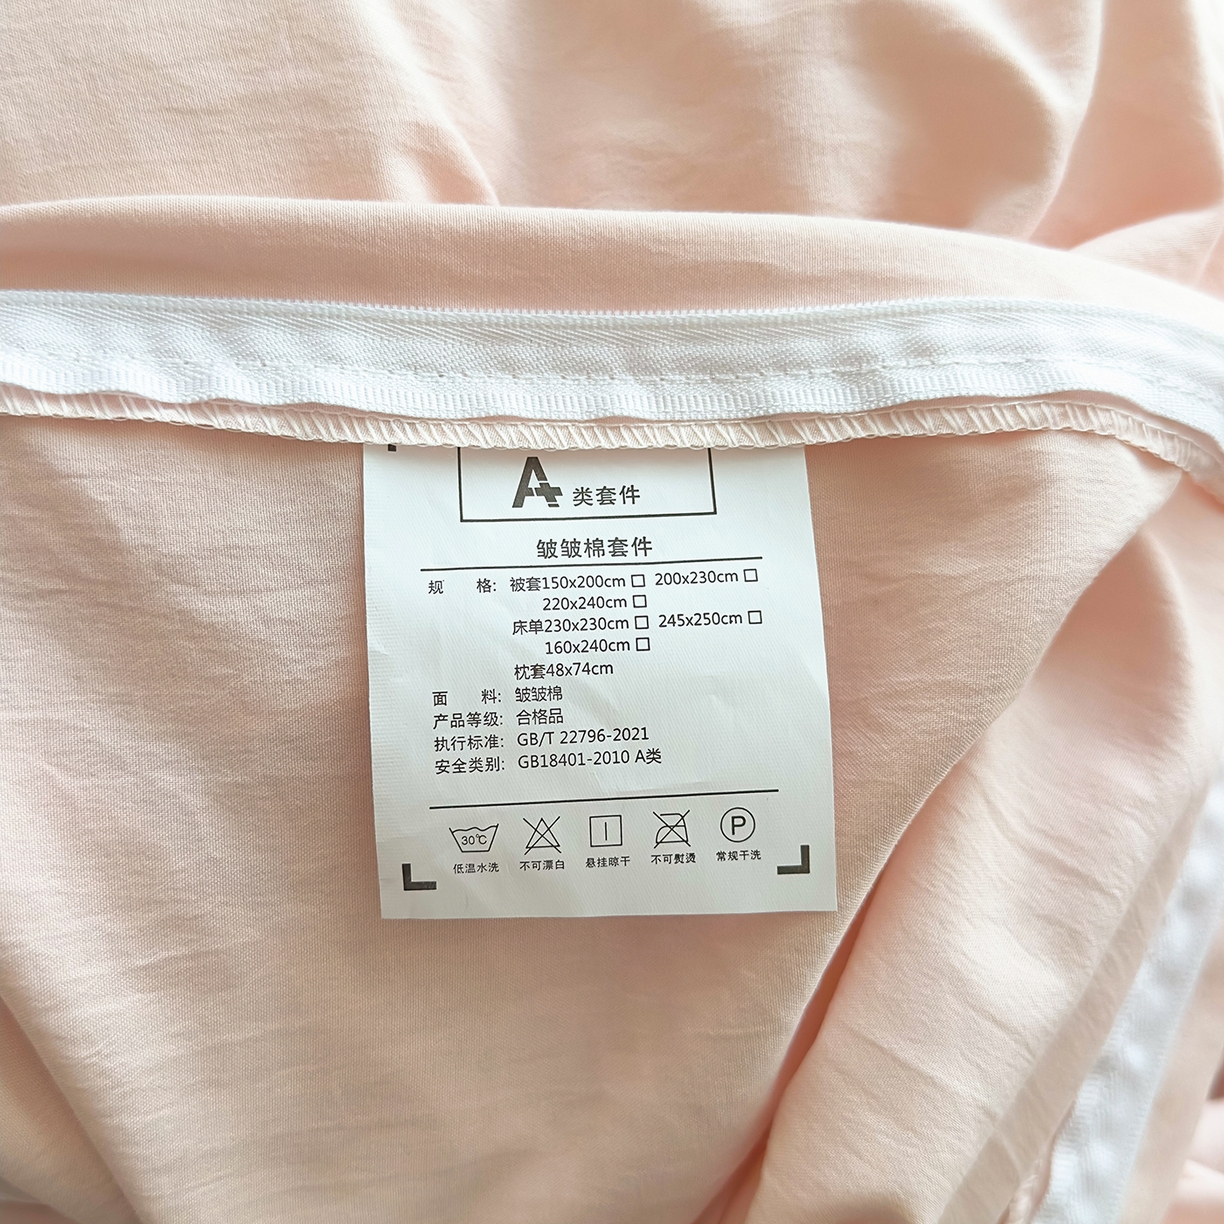 A+ 类套件
皱皱棉套件
规 格: 被套150x200cm □ 200x230cm □
220x240cm □
床单230x230cm □ 245x250cm □
160x240cm □
枕套48x74cm
面 料: 皱皱棉
产品等级: 合格品
执行标准: GB/T 22796-2021
安全类别: GB18401-2010 A类
30℃ P
低温水洗 不可漂白 悬挂晾干 不可熨烫 常规干洗